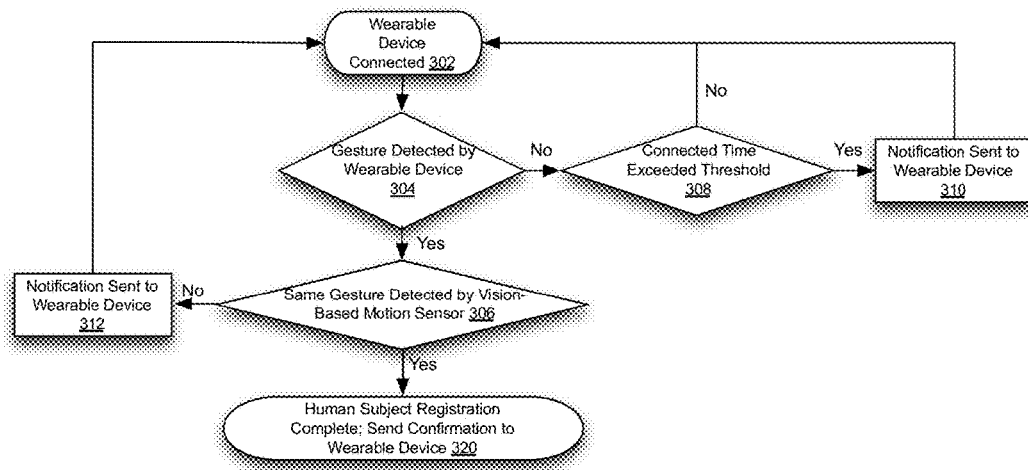 Wearable
Device
Connected 302
No
Gesture Detected by
Wearable Device
304
No
Connected Time
Exceeded Threshold
308
Yes
Notification Sent to
Wearable Device
310
Yes
Notification Sent to
Wearable Device
312
No
Same Gesture Detected by Vision-
Based Motion Sensor 306
Yes
Human Subject Registration
Complete; Send Confirmation to
Wearable Device 320